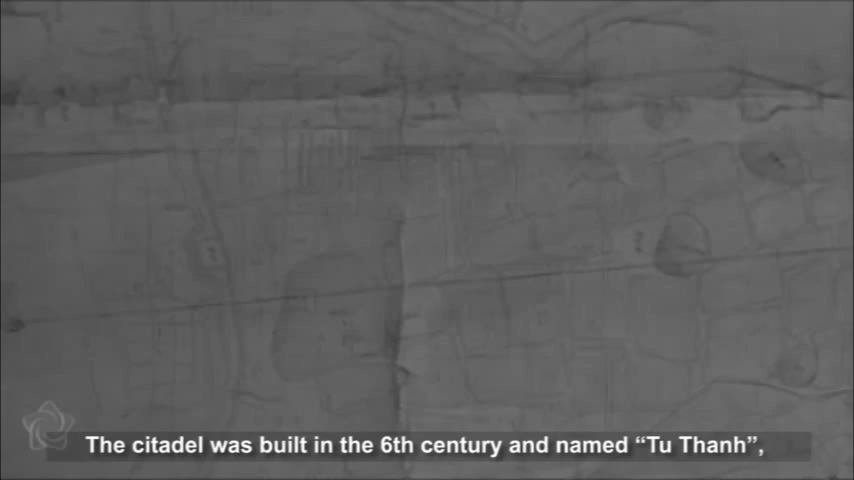 The citadel was built in the 6th century and named “Tu Thanh”,